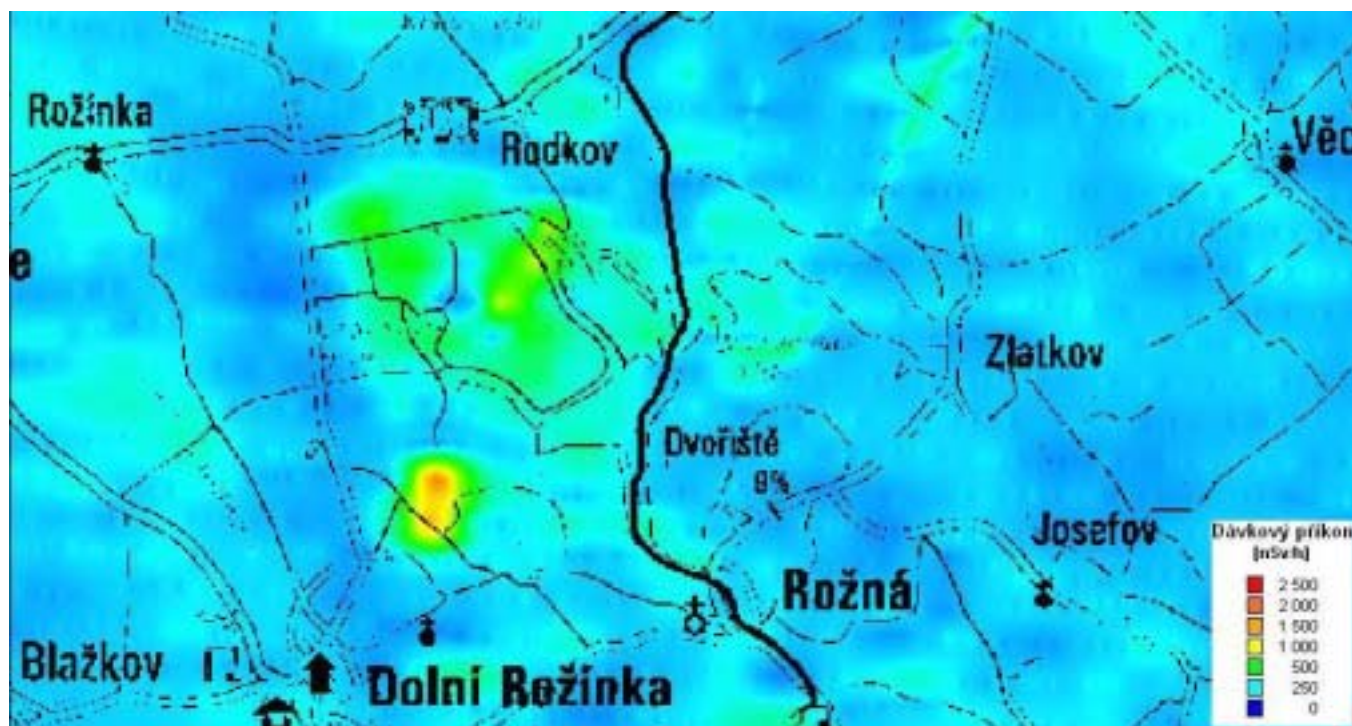 Rožínka
Rodkov
Věc
e
Zlatkov
Dvořiště
9%
Josefov
Rožná
Blažkov
Dolní Rožínka
Dávkový příkon
[nSv/h]
2 500
2 000
1 500
1 000
500
250
0